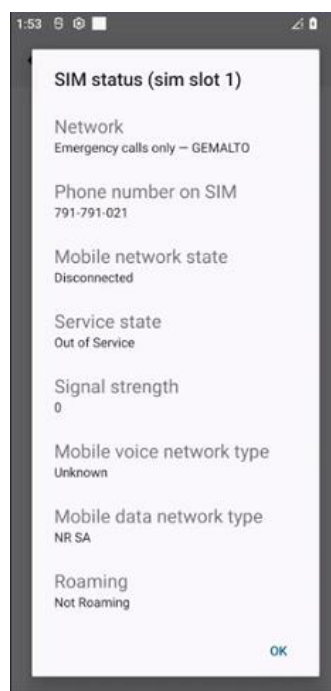 1:53
SIM status (sim slot 1)
Network
Emergency calls only — GEMALTO
Phone number on SIM
791-791-021
Mobile network state
Disconnected
Service state
Out of Service
Signal strength
0
Mobile voice network type
Unknown
Mobile data network type
NR SA
Roaming
Not Roaming
OK